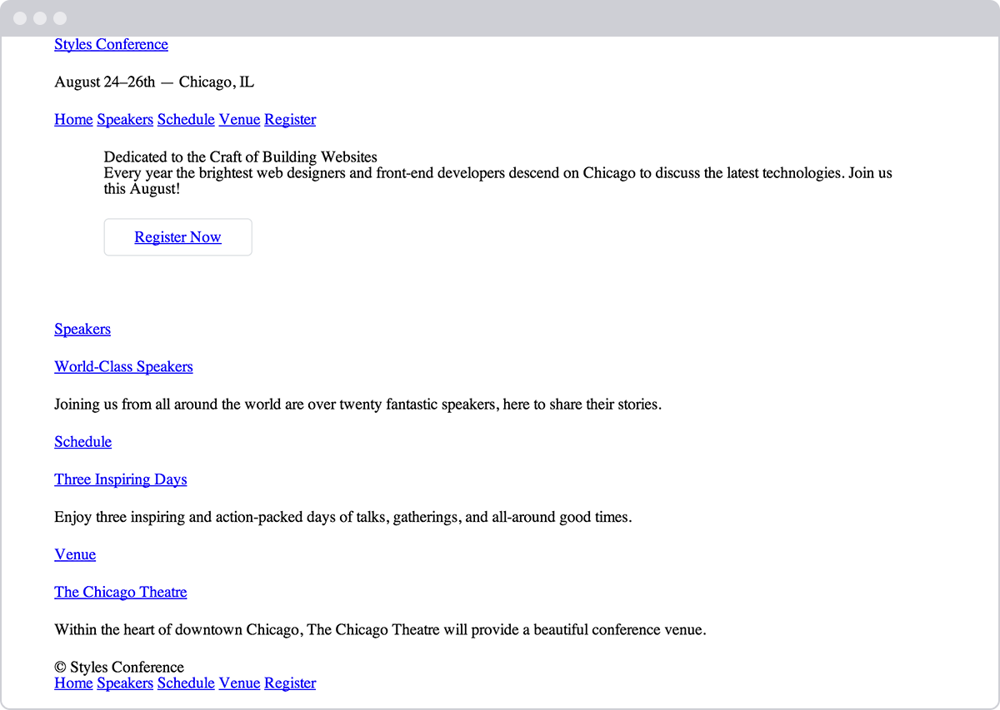 Styles Conference
August 24–26th — Chicago, IL
Home Speakers Schedule Venue Register
Dedicated to the Craft of Building Websites
Every year the brightest web designers and front-end developers descend on Chicago to discuss the latest technologies. Join us
this August!
Register Now
Speakers
World-Class Speakers
Joining us from all around the world are over twenty fantastic speakers, here to share their stories.
Schedule
Three Inspiring Days
Enjoy three inspiring and action-packed days of talks, gatherings, and all-around good times.
Venue
The Chicago Theatre
Within the heart of downtown Chicago, The Chicago Theatre will provide a beautiful conference venue.
© Styles Conference
Home Speakers Schedule Venue Register